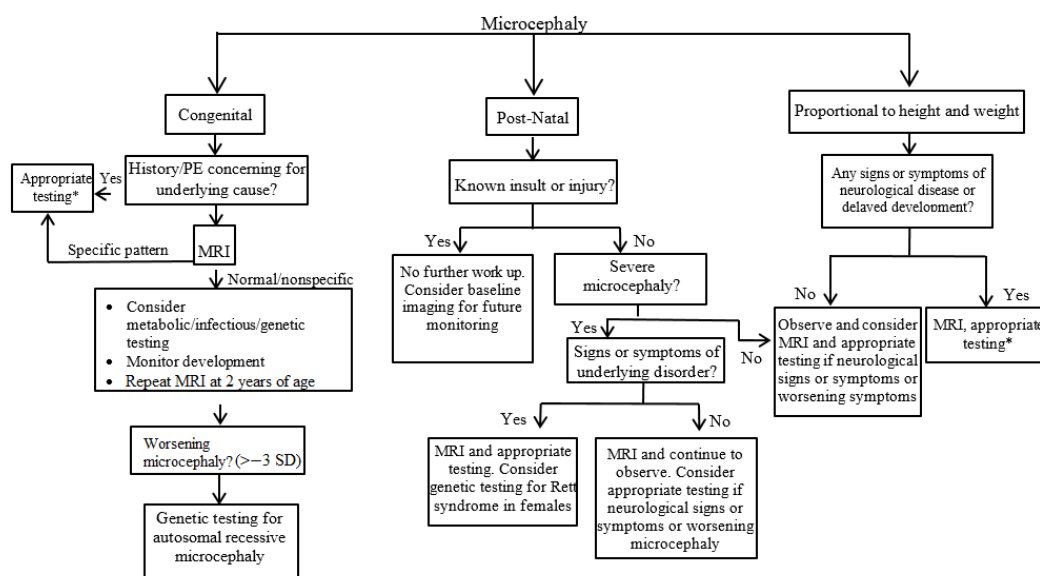 Microcephaly
Congenital
History/PE concerning for
underlying cause?
Yes
Appropriate
testing*
MRI
Specific pattern
Normal/nonspecific
• Consider
metabolic/infectious/genetic
testing
• Monitor development
• Repeat MRI at 2 years of age
Worsening
microcephaly? (>−3 SD)
Genetic testing for
autosomal recessive
microcephaly
Post-Natal
Known insult or injury?
Yes
No
No further work up.
Consider baseline
imaging for future
monitoring
Severe
microcephaly?
Yes
No
Signs or symptoms of
underlying disorder?
Yes
No
MRI and appropriate
testing. Consider
genetic testing for Rett
syndrome in females
MRI and continue to
observe. Consider
appropriate testing if
neurological signs or
symptoms or worsening
microcephaly
Proportional to height and weight
Any signs or symptoms of
neurological disease or
delayed development?
No
Yes
Observe and consider
MRI and appropriate
testing if neurological
signs or symptoms or
worsening symptoms
MRI, appropriate
testing*